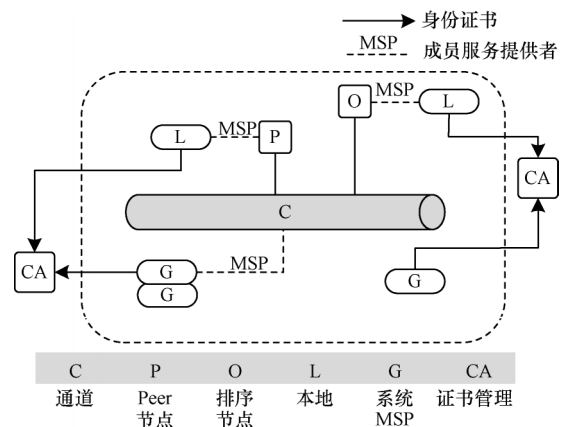 身份证书
MSP 成员服务提供者
O MSP L
L MSP P
CA
C
CA
G MSP
G
G
C P O L G CA
通道 Peer 节点 排序 节点 本地 系统 MSP 证书管理